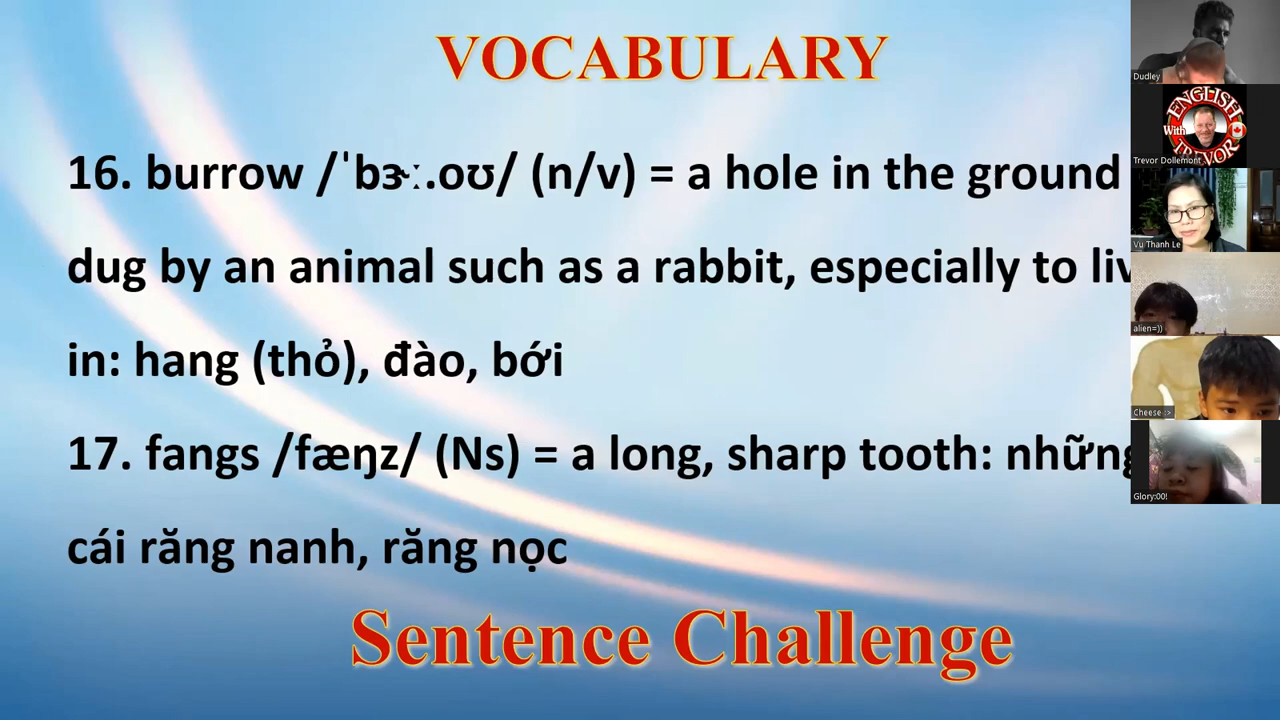 VOCABULARY
16. burrow /ˈbɝː.oʊ/ (n/v) = a hole in the ground
dug by an animal such as a rabbit, especially to
in: hang (thỏ), đào, bới
17. fangs /fæŋz/ (Ns) = a long, sharp tooth: những
cái răng nanh, răng nọc
Sentence Challenge
Dudley
ENGLISH
With
TREVOR
Trevor Dollemont
Vu Thanh Le
alien=))
Cheese :>
Glory:00!